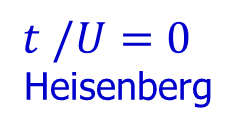 t /U = 0
Heisenberg